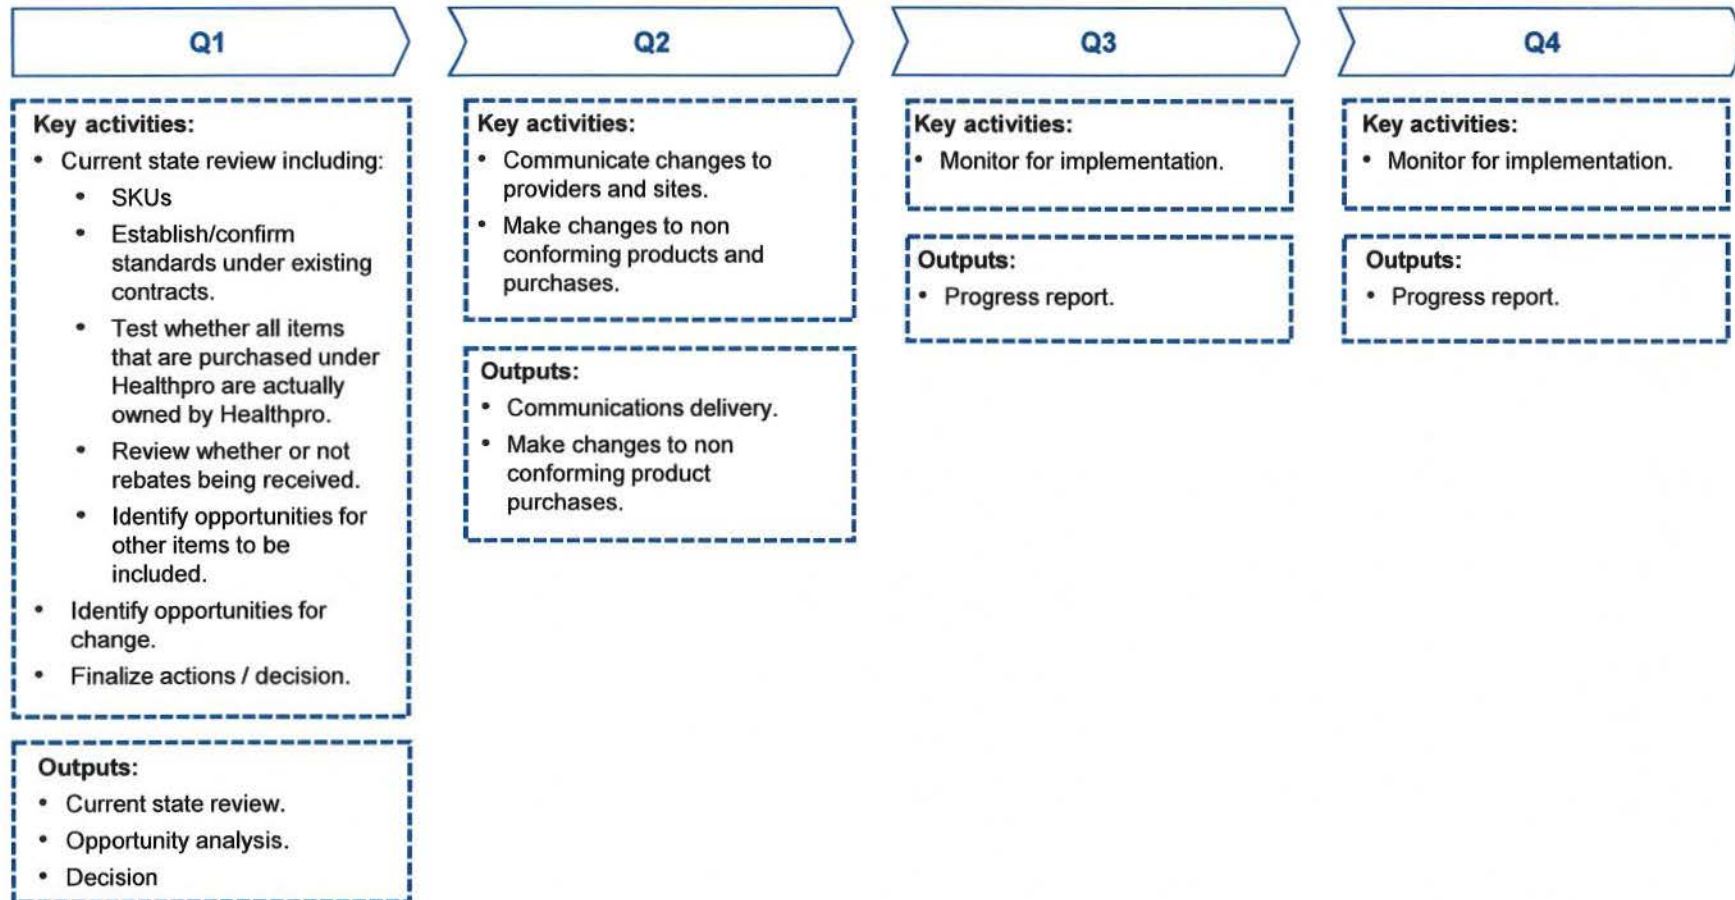 Q1
Key activities:
• Current state review including:
• SKUs
• Establish/confirm
standards under existing
contracts.
• Test whether all items
that are purchased under
Healthpro are actually
owned by Healthpro.
• Review whether or not
rebates being received.
• Identify opportunities for
other items to be
included.
• Identify opportunities for
change.
• Finalize actions / decision.
Outputs:
• Current state review.
• Opportunity analysis.
• Decision
Q2
Key activities:
• Communicate changes to
providers and sites.
• Make changes to non
conforming products and
purchases.
Outputs:
• Communications delivery.
• Make changes to non
conforming product
purchases.
Q3
Key activities:
• Monitor for implementation.
Outputs:
• Progress report.
Q4
Key activities:
• Monitor for implementation.
Outputs:
• Progress report.